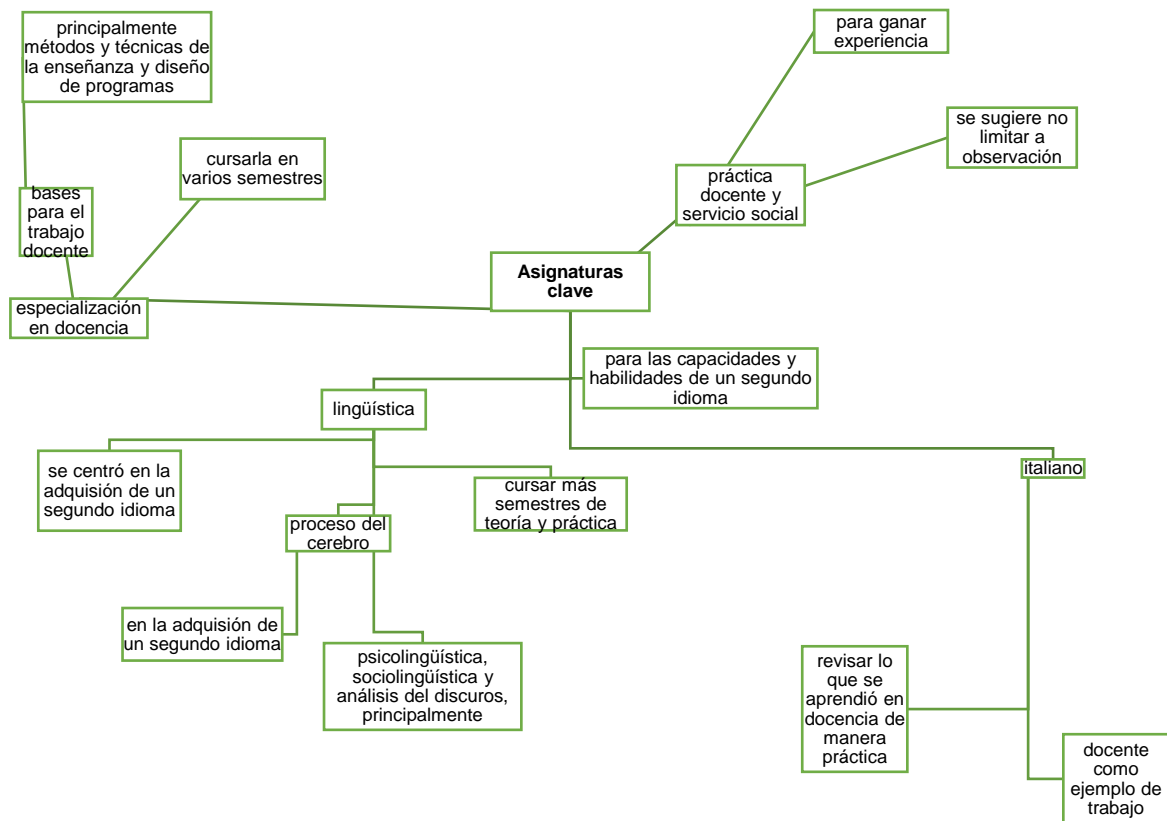 principalmente
métodos y técnicas de
la enseñanza y diseño
de programas
para ganar
experiencia
cursarla en
varios semestres
se sugiere no
limitar a
observación
bases
para el
trabajo
docente
práctica
docente y
servicio social
Asignaturas
clave
especialización
en docencia
para las capacidades y
habilidades de un segundo
idioma
lingüística
se centró en la
adquisión de un
segundo idioma
cursar más
semestres de
teoría y práctica
italiano
proceso del
cerebro
en la adquisión de
un segundo idioma
psicolingüística,
sociolingüística y
análisis del discuros,
principalmente
revisar lo
que se
aprendió en
docencia de
manera
práctica
docente
como
ejemplo de
trabajo